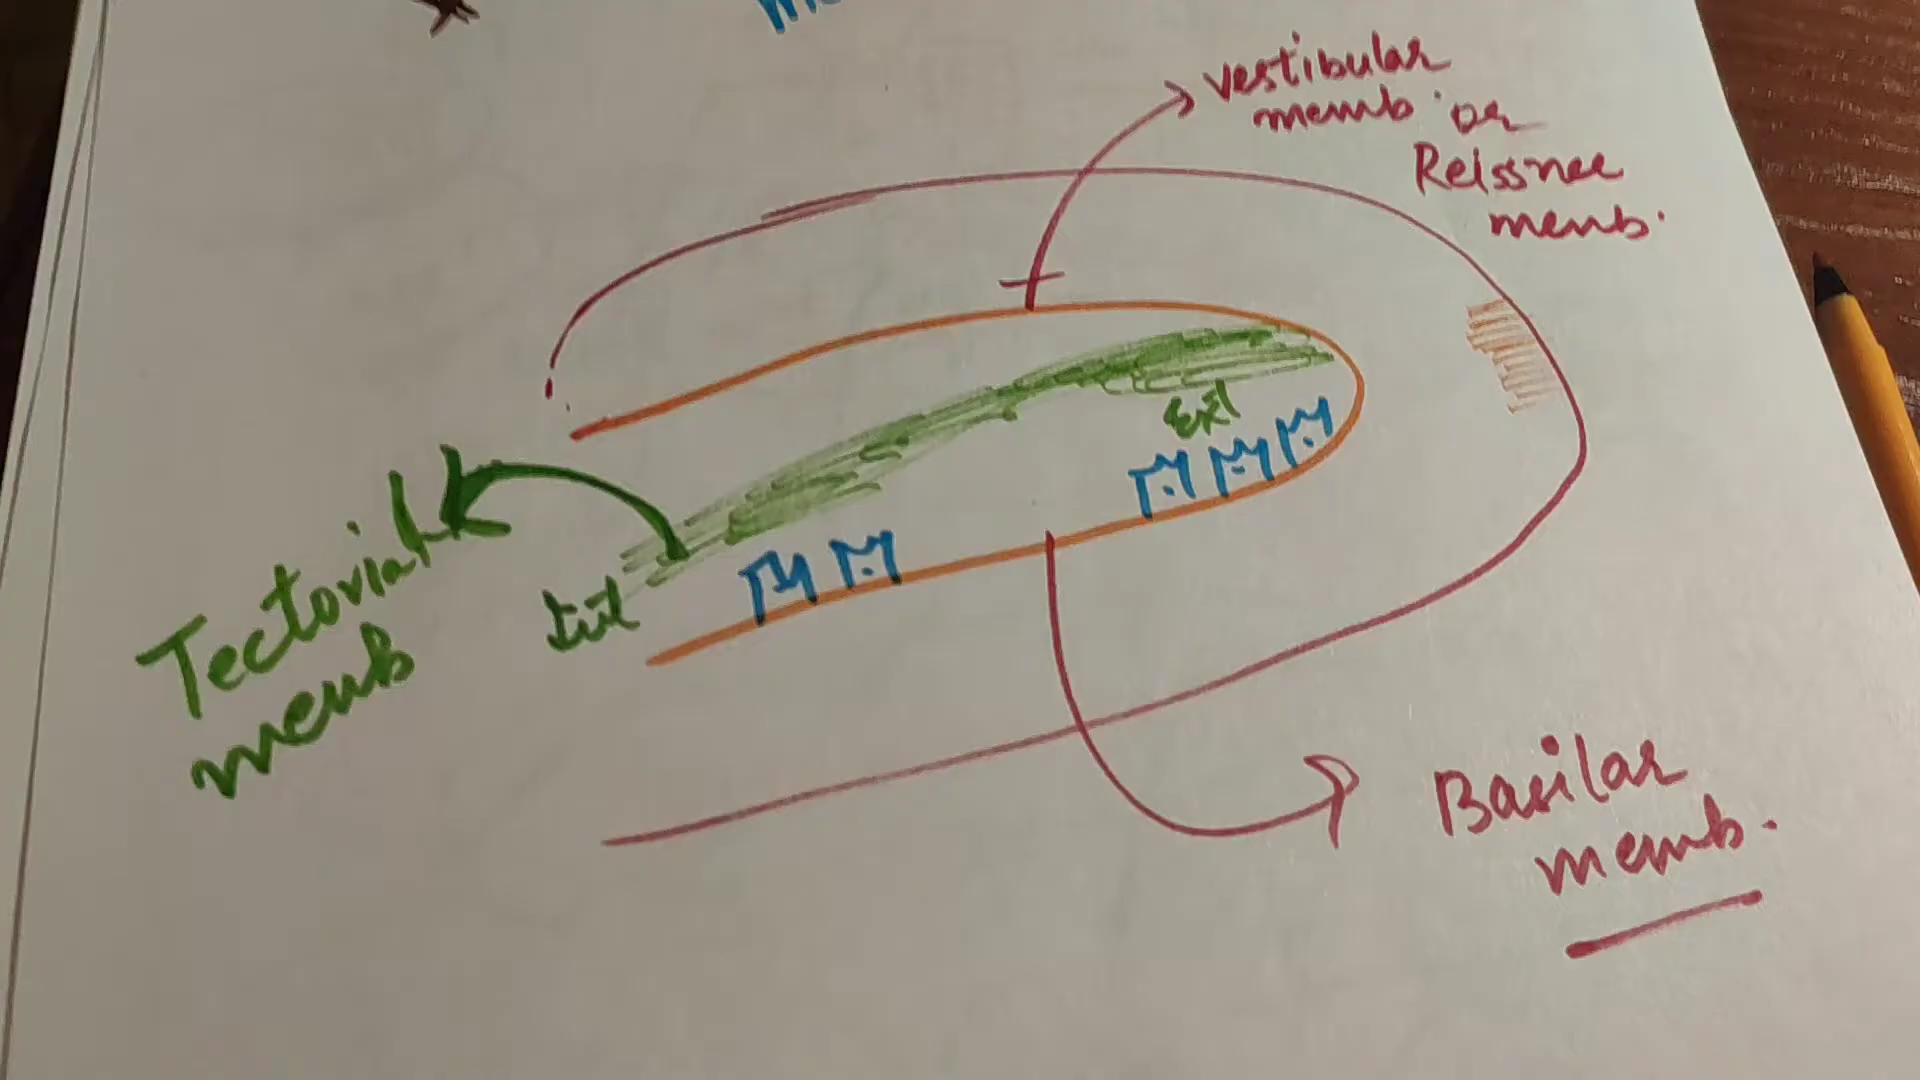 vestibular
memb. or
Reissner
memb.
Ext
Tectorial
memb
Int
Basilar
memb.